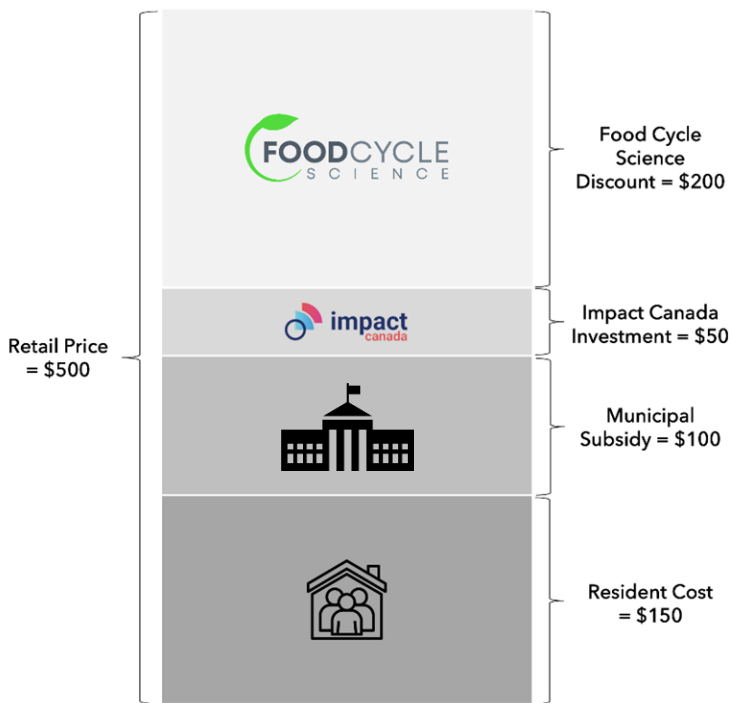 FOODCYCLE
SCIENCE
Food Cycle
Science
Discount = $200
impact
canada
Impact Canada
Investment = $50
Retail Price
= $500
Municipal
Subsidy = $100
Resident Cost
= $150